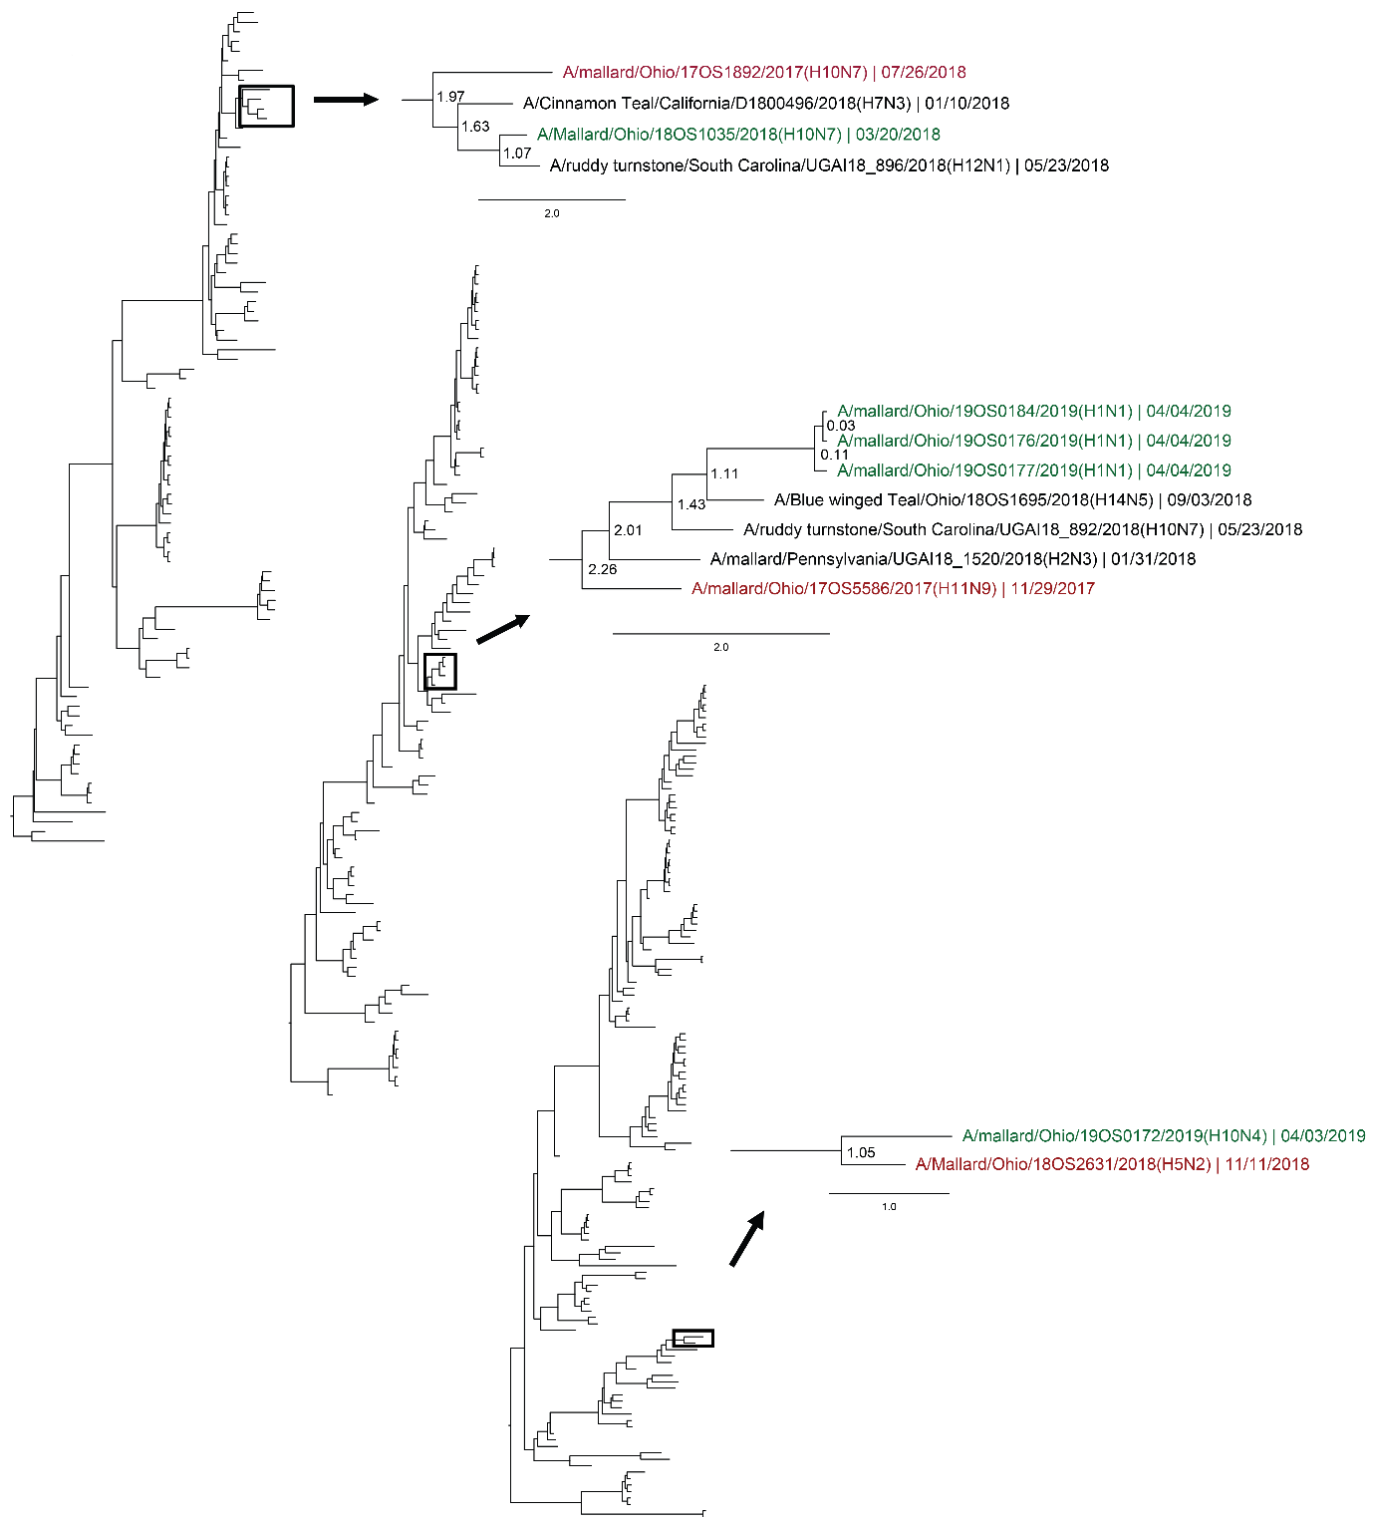 A/mallard/Ohio/17OS1892/2017(H10N7) | 07/26/2018
1.97
A/Cinnamon Teal/California/D1800496/2018(H7N3) | 01/10/2018
1.63
A/Mallard/Ohio/18OS1035/2018(H10N7) | 03/20/2018
1.07
A/ruddy turnstone/South Carolina/UGAI18_896/2018(H12N1) | 05/23/2018
2.0
A/mallard/Ohio/19OS0184/2019(H1N1) | 04/04/2019
0.03
A/mallard/Ohio/19OS0176/2019(H1N1) | 04/04/2019
0.11
A/mallard/Ohio/19OS0177/2019(H1N1) | 04/04/2019
1.11
A/Blue winged Teal/Ohio/18OS1695/2018(H14N5) | 09/03/2018
1.43
A/ruddy turnstone/South Carolina/UGAI18_892/2018(H10N7) | 05/23/2018
2.01
A/mallard/Pennsylvania/UGAI18_1520/2018(H2N3) | 01/31/2018
2.26
A/mallard/Ohio/17OS5586/2017(H11N9) | 11/29/2017
2.0
A/mallard/Ohio/19OS0172/2019(H10N4) | 04/03/2019
1.05
A/Mallard/Ohio/18OS2631/2018(H5N2) | 11/11/2018
1.0